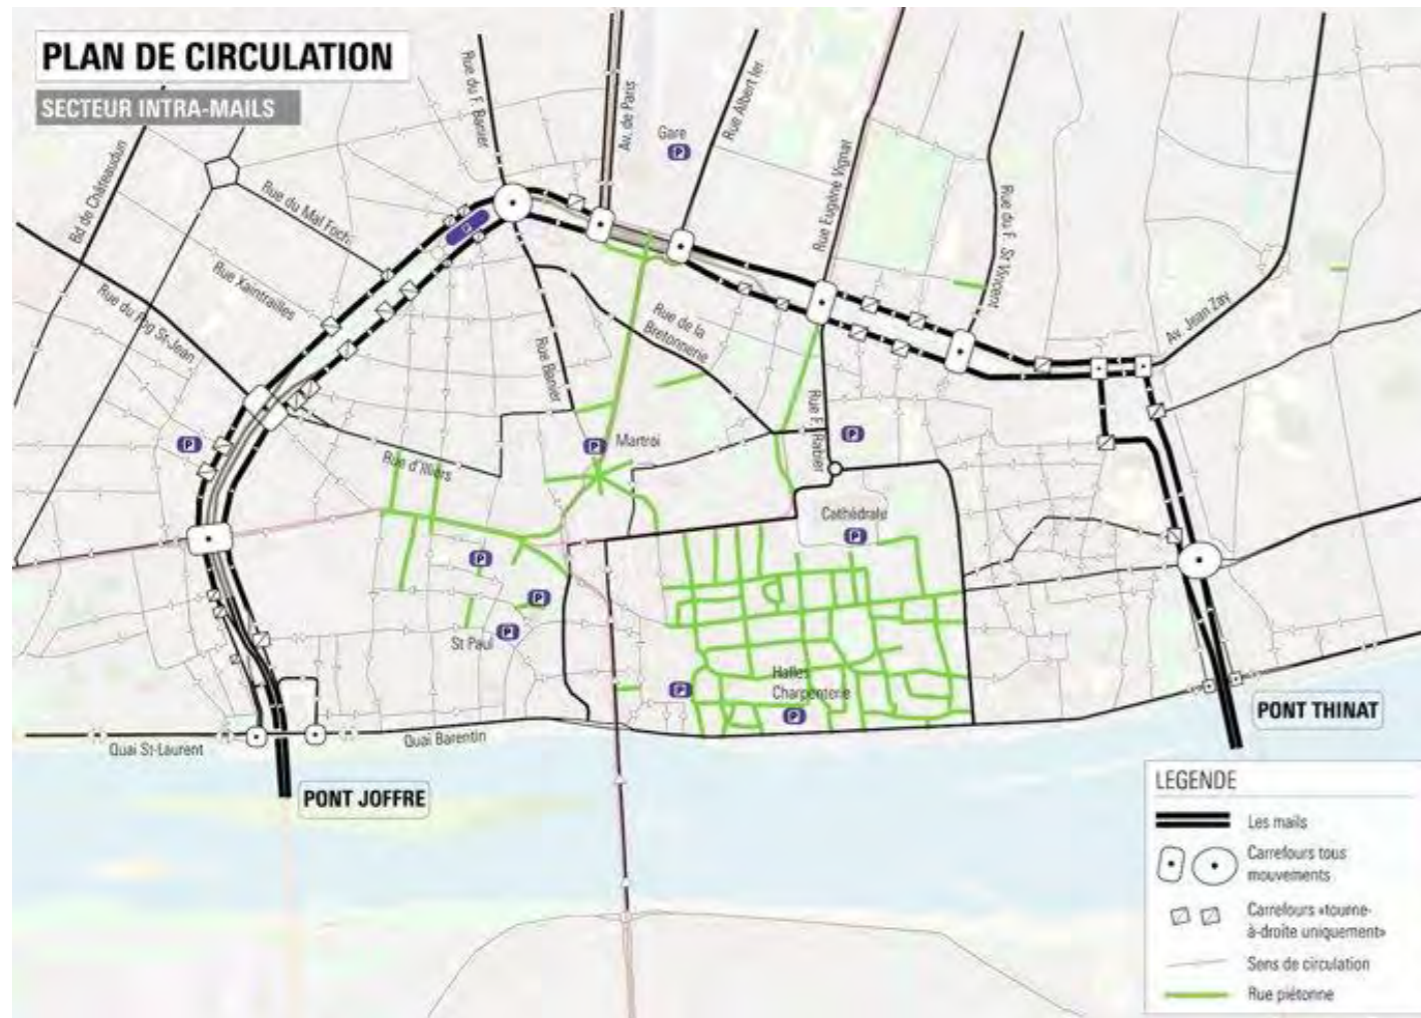 PLAN DE CIRCULATION
SECTEUR INTRA-MAILS
Rue du F. Banier
Av. de Paris
Gare
P
Rue Albert Ier
Rue Eugène Vignat
Rue du F. St Vincent
Bd de Châteaudun
Rue du Mal Foch
P
Rue Xaintrailles
Rue du Fbg St-Jean
Rue Banier
Rue de la
Bretonnerie
Av. Jean Zay
Rue F. Rabier
P
P
Martroi
P
Rue d'Illiers
Cathédrale
P
P
P
St Paul
P
Halles
Charpenterie
P
P
Quai St-Laurent
Quai Barentin
PONT JOFFRE
PONT THINAT
LEGENDE
Les mails
Carrefours tous
mouvements
Carrefours «tourne-
à-droite uniquement»
Sens de circulation
Rue piétonne